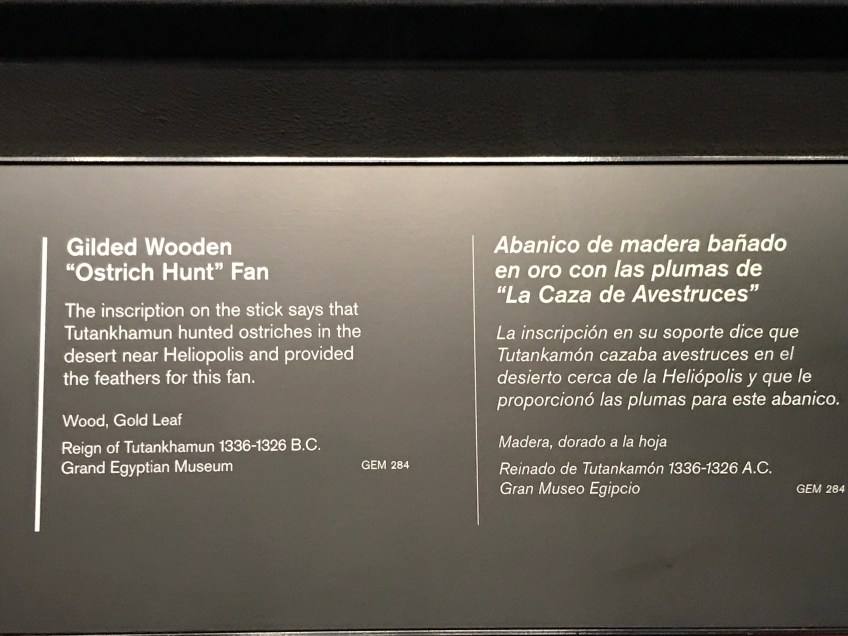 Gilded Wooden
“Ostrich Hunt” Fan
The inscription on the stick says that
Tutankhamun hunted ostriches in the
desert near Heliopolis and provided
the feathers for this fan.
Wood, Gold Leaf
Reign of Tutankhamun 1336-1326 B.C.
Grand Egyptian Museum
GEM 284
Abanico de madera bañado
en oro con las plumas de
“La Caza de Avestruces”
La inscripción en su soporte dice que
Tutankamón cazaba avestruces en el
desierto cerca de la Heliópolis y que le
proporcionó las plumas para este abanico.
Madera, dorado a la hoja
Reinado de Tutankamón 1336-1326 A.C.
Gran Museo Egipcio
GEM 284